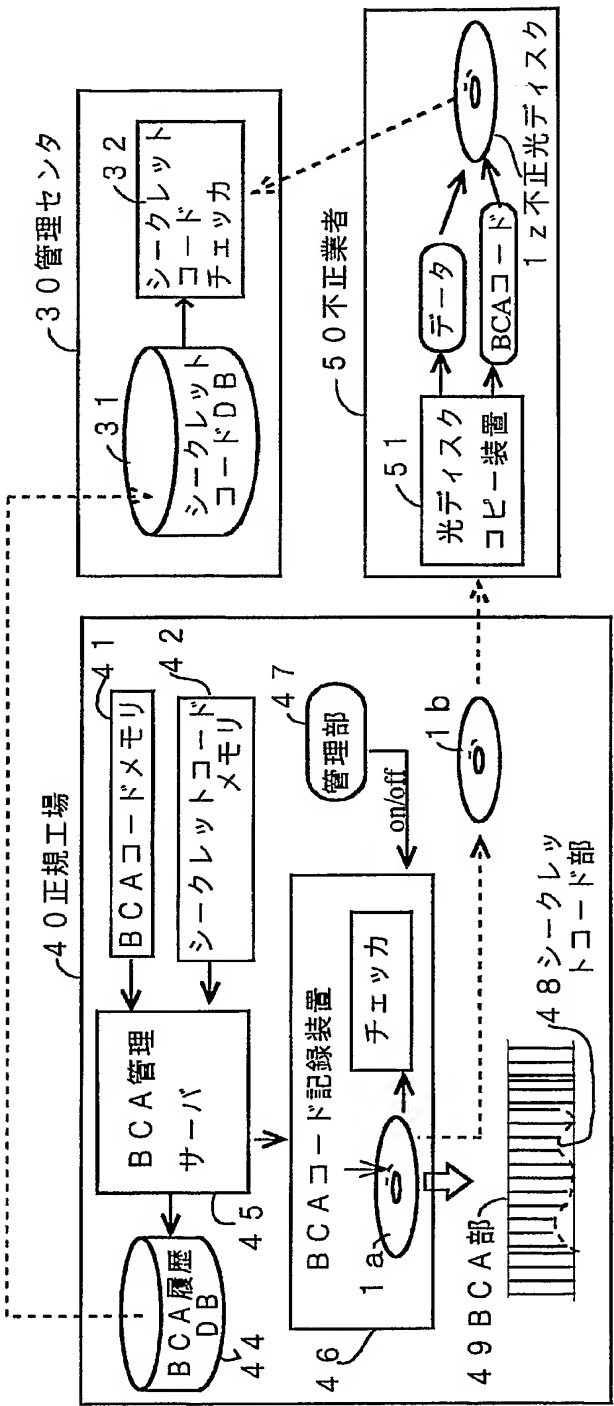 40正規工場
41
BCAコードメモリ
42
シークレットコード
メモリ
BCA管理
サーバ
45
BCA履歴
DB
44
47
管理部
on/off
BCAコード記録装置
チェッカ
1a
46
1b
49BCA部
48シークレッ
トコード部
30管理センタ
31
シークレット
コードDB
32
シークレット
コード
チェッカ
50不正業者
51
光ディスク
コピー装置
データ
BCAコード
1z不正光ディスク